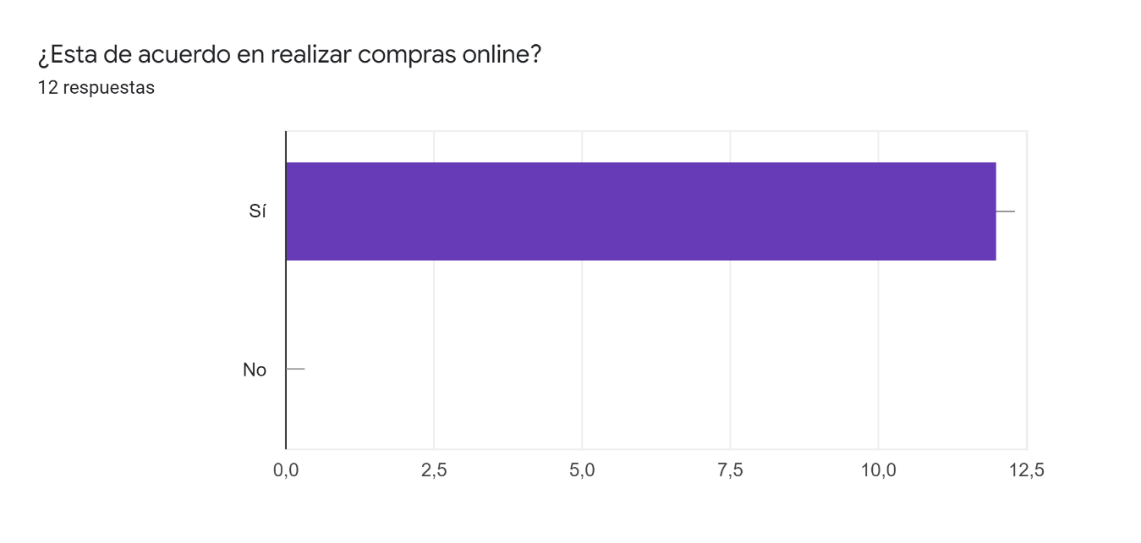 ¿Esta de acuerdo en realizar compras online?
12 respuestas
Sí
No
0,0 2,5 5,0 7,5 10,0 12,5